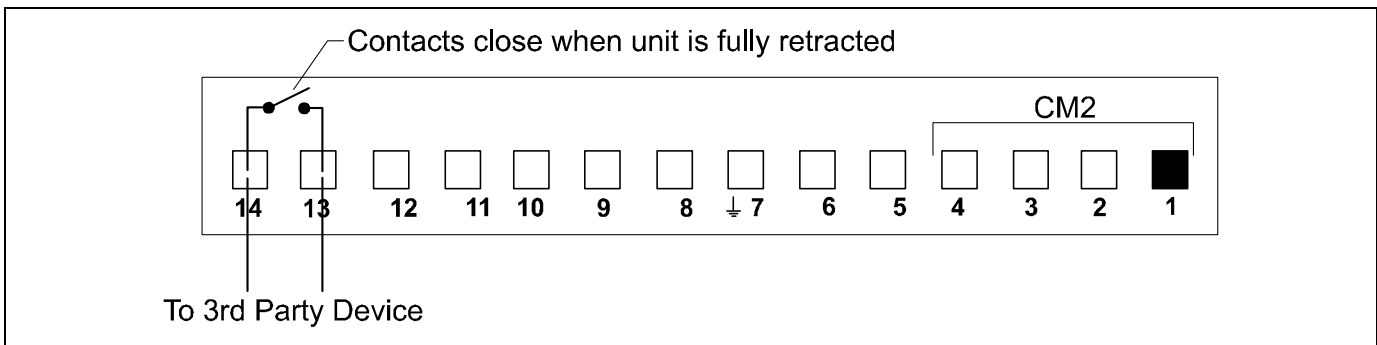 Contacts close when unit is fully retracted
CM2
14 13 12 11 10 9 8 ⏚ 7 6 5 4 3 2 1
To 3rd Party Device